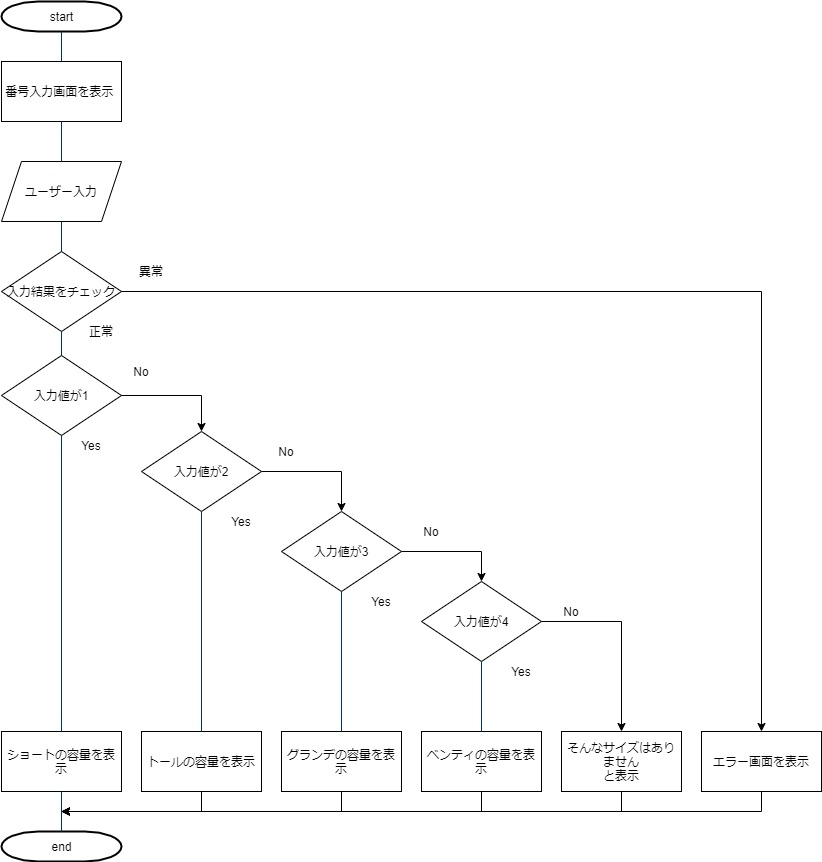 start
番号入力画面を表示
ユーザー入力
異常
入力結果をチェック
正常
No
入力値が1
Yes
No
入力値が2
Yes
No
入力値が3
Yes
No
入力値が4
Yes
ショートの容量を表
示
トールの容量を表示
グランデの容量を表
示
ベンティの容量を表
示
そんなサイズはあり
ません
と表示
エラー画面を表示
end